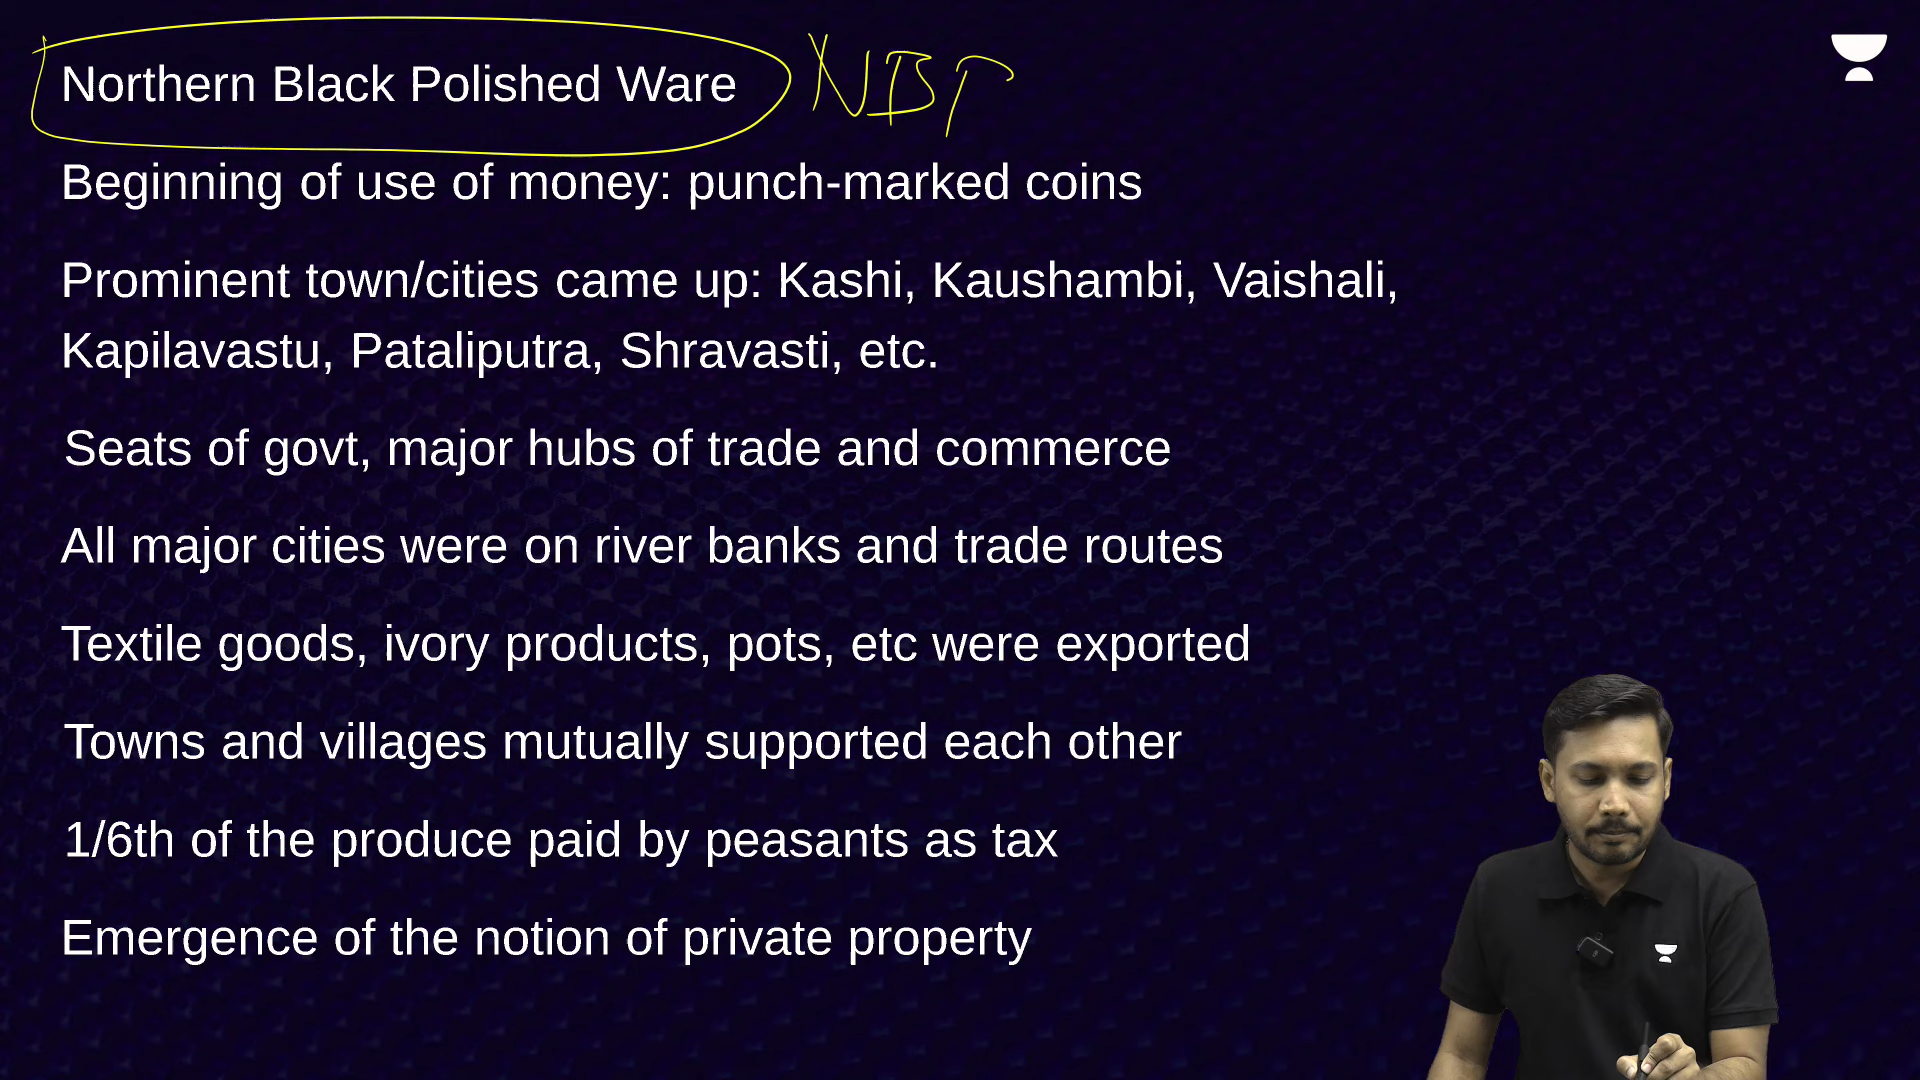 Northern Black Polished Ware NBP
Beginning of use of money: punch-marked coins
Prominent town/cities came up: Kashi, Kaushambi, Vaishali,
Kapilavastu, Pataliputra, Shravasti, etc.
Seats of govt, major hubs of trade and commerce
All major cities were on river banks and trade routes
Textile goods, ivory products, pots, etc were exported
Towns and villages mutually supported each other
1/6th of the produce paid by peasants as tax
Emergence of the notion of private property